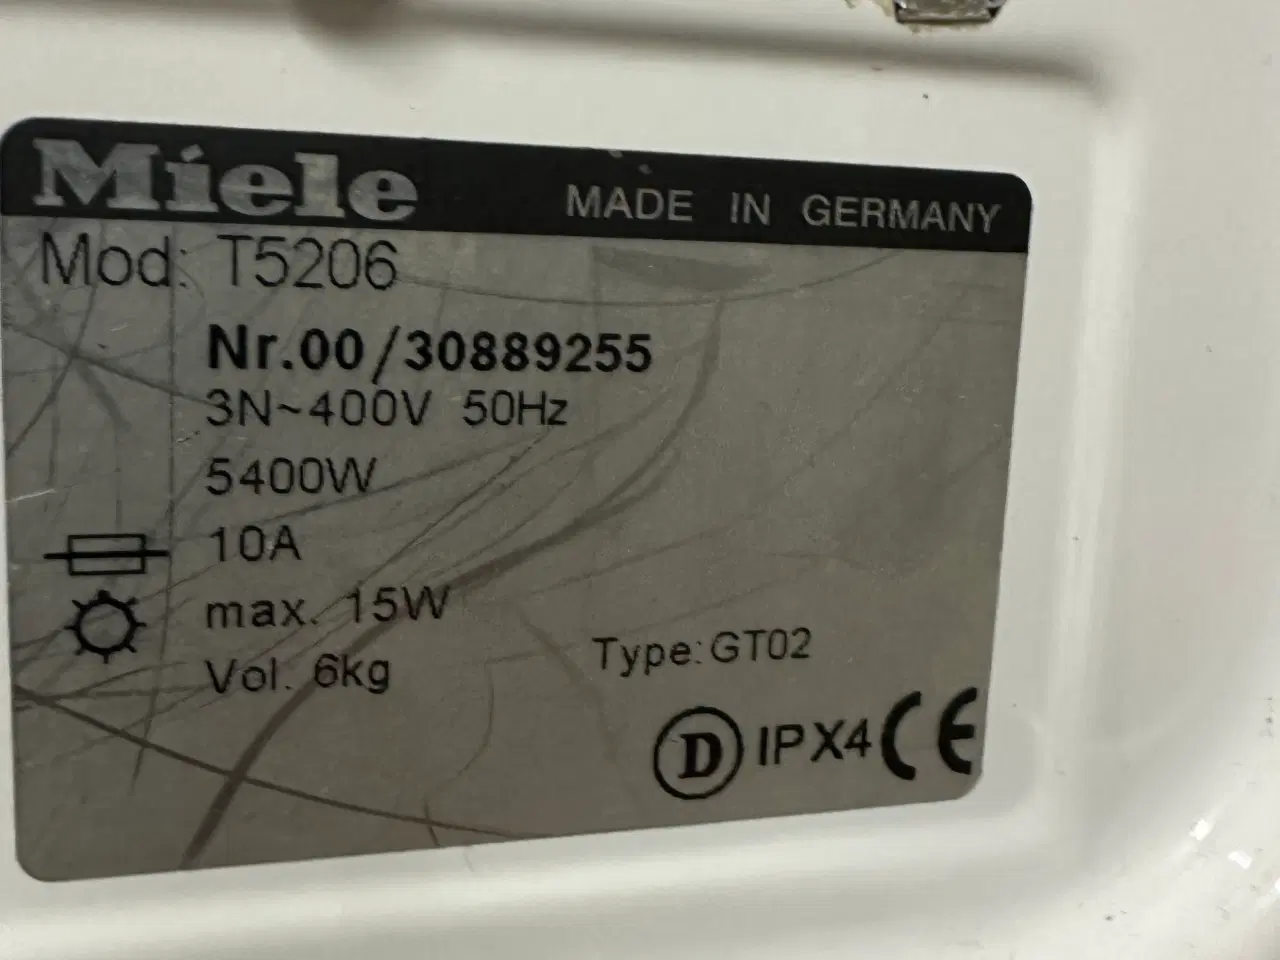 Miele MADE IN GERMANY
Mod: T5206
Nr.00/30889255
3N~400V 50Hz
5400W
10A
max. 15W
Vol. 6kg
Type:GT02
D IPX4 CE